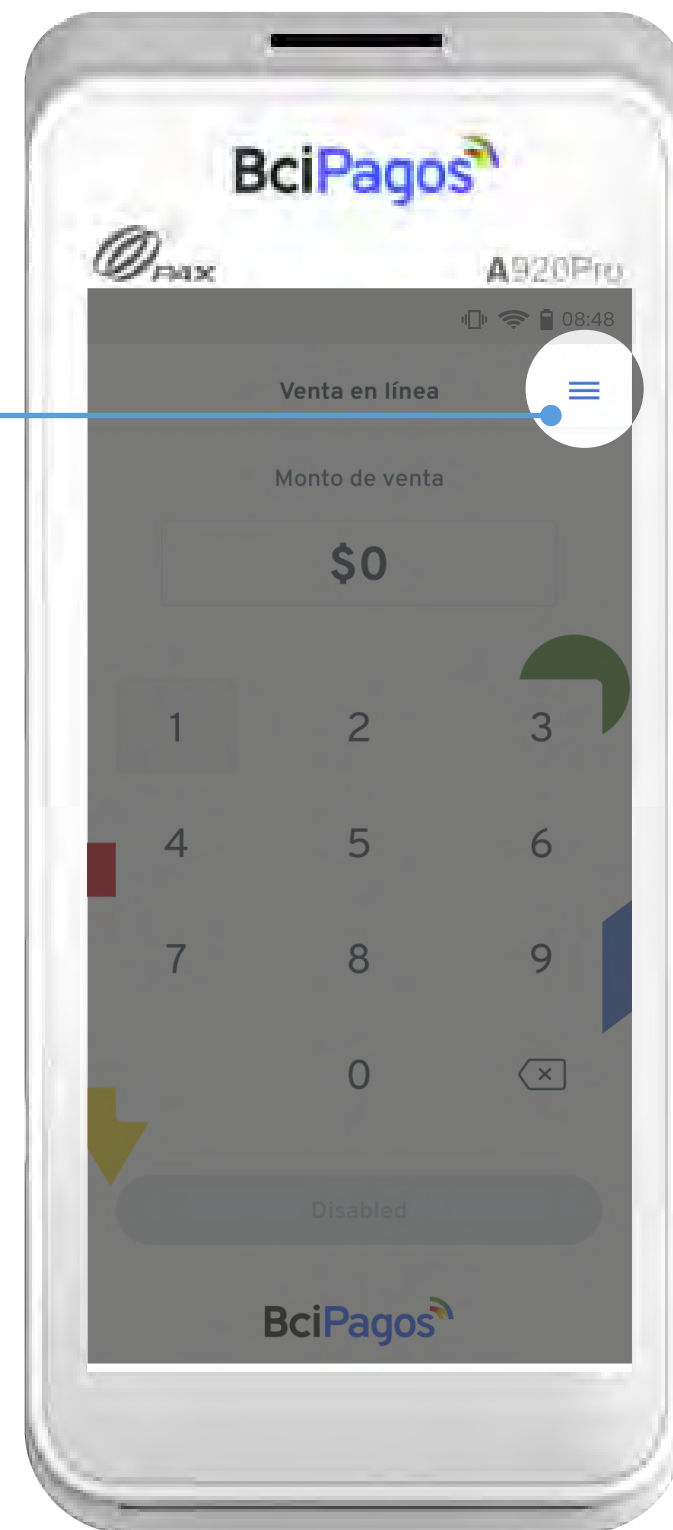 BciPagos
PAX A920Pro
08:48
Venta en línea
Monto de venta
$0
1 2 3
4 5 6
7 8 9
0
Disabled
BciPagos